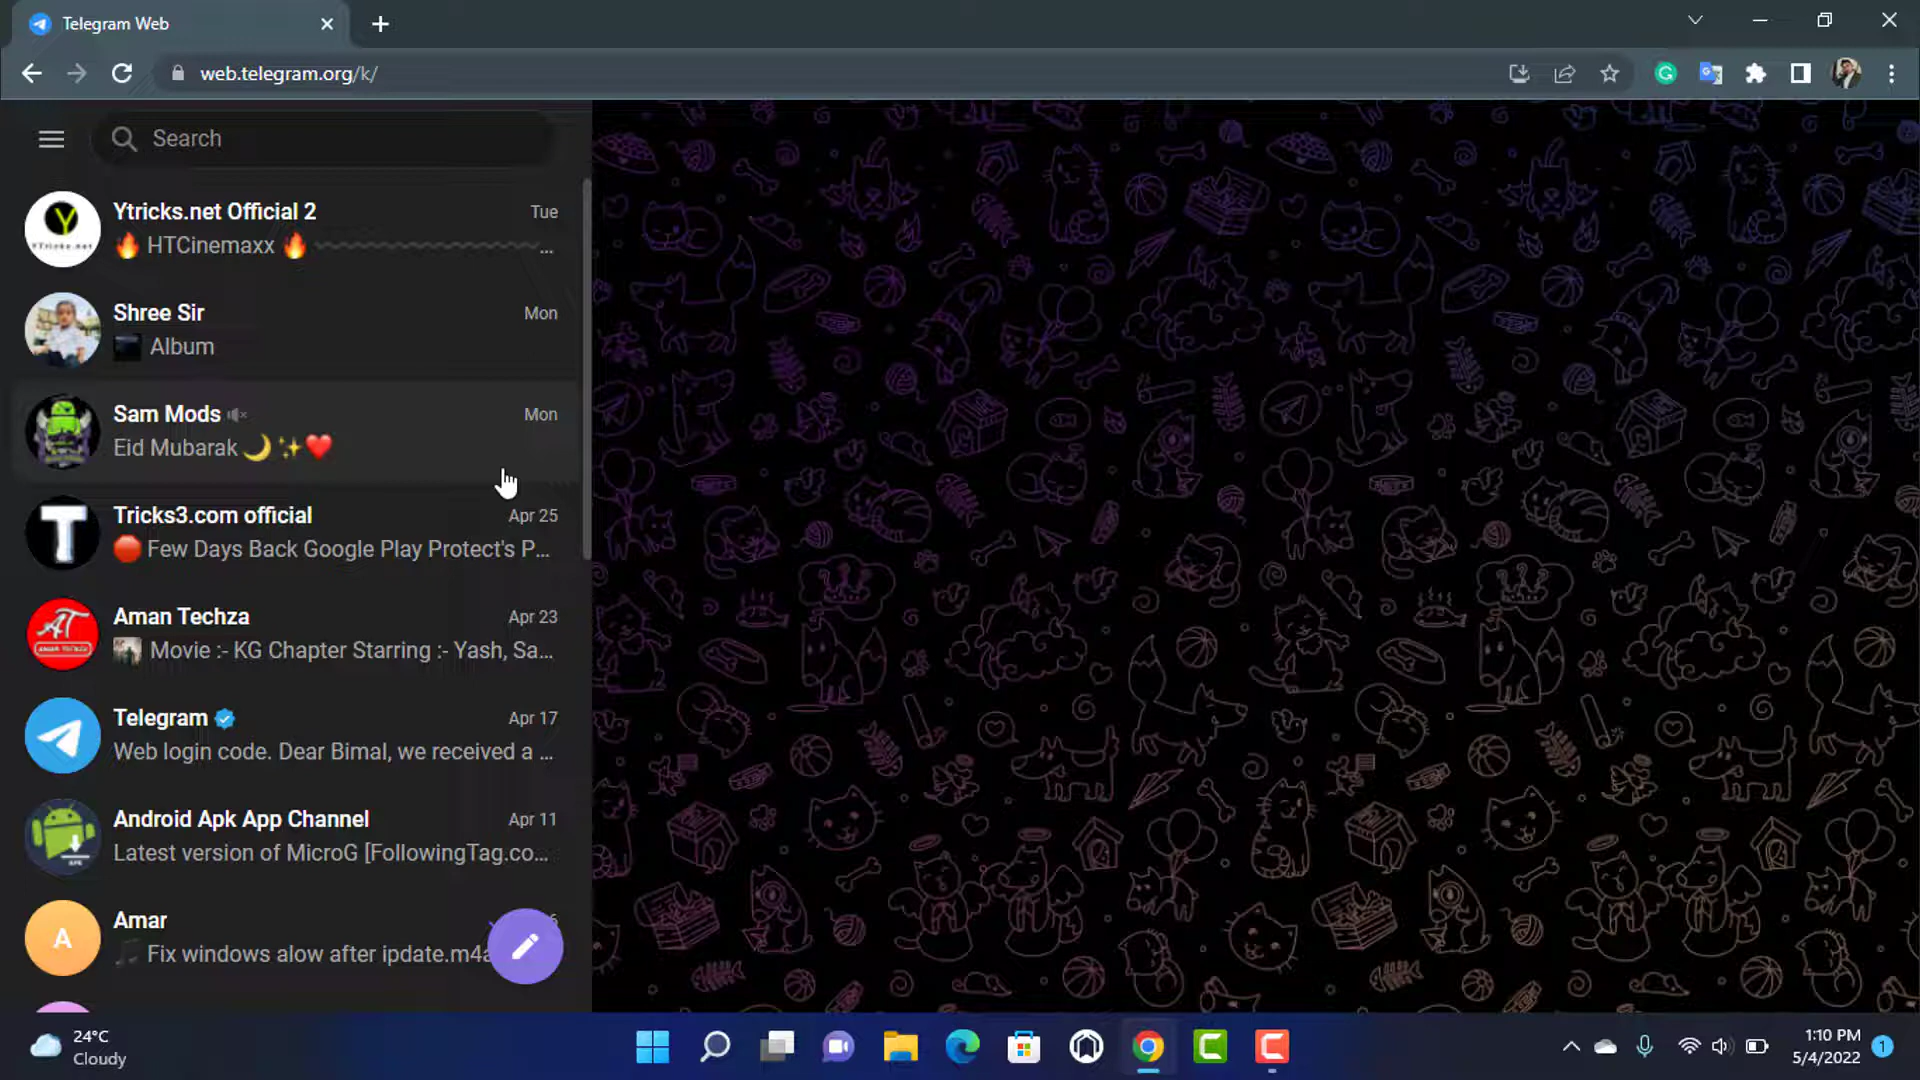 Telegram Web
web.telegram.org/k/
Search
Ytricks.net Official 2 Tue
🔥 HTCinemaxx 🔥 ~~~~~~~~~~~~~~~~ ...
Shree Sir Mon
Album
Sam Mods Mon
Eid Mubarak 🌙✨❤️
Tricks3.com official Apr 25
🛑 Few Days Back Google Play Protect's P...
Aman Techza Apr 23
Movie :- KG Chapter Starring :- Yash, Sa...
Telegram Apr 17
Web login code. Dear Bimal, we received a ...
Android Apk App Channel Apr 11
Latest version of MicroG [FollowingTag.co...
A
Amar
🎵 Fix windows alow after ipdate.m4a
24°C
Cloudy
1:10 PM
5/4/2022
1